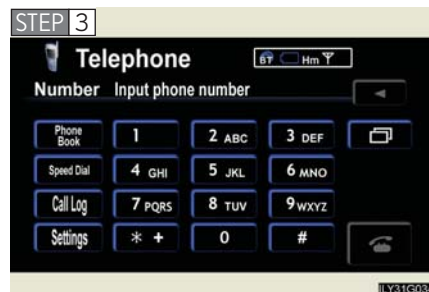 STEP 3
Telephone BT Hm
Number Input phone number
Phone Book 1 2 ABC 3 DEF
Speed Dial 4 GHI 5 JKL 6 MNO
Call Log 7 PQRS 8 TUV 9 WXYZ
Settings * + 0 #
ILY31G03